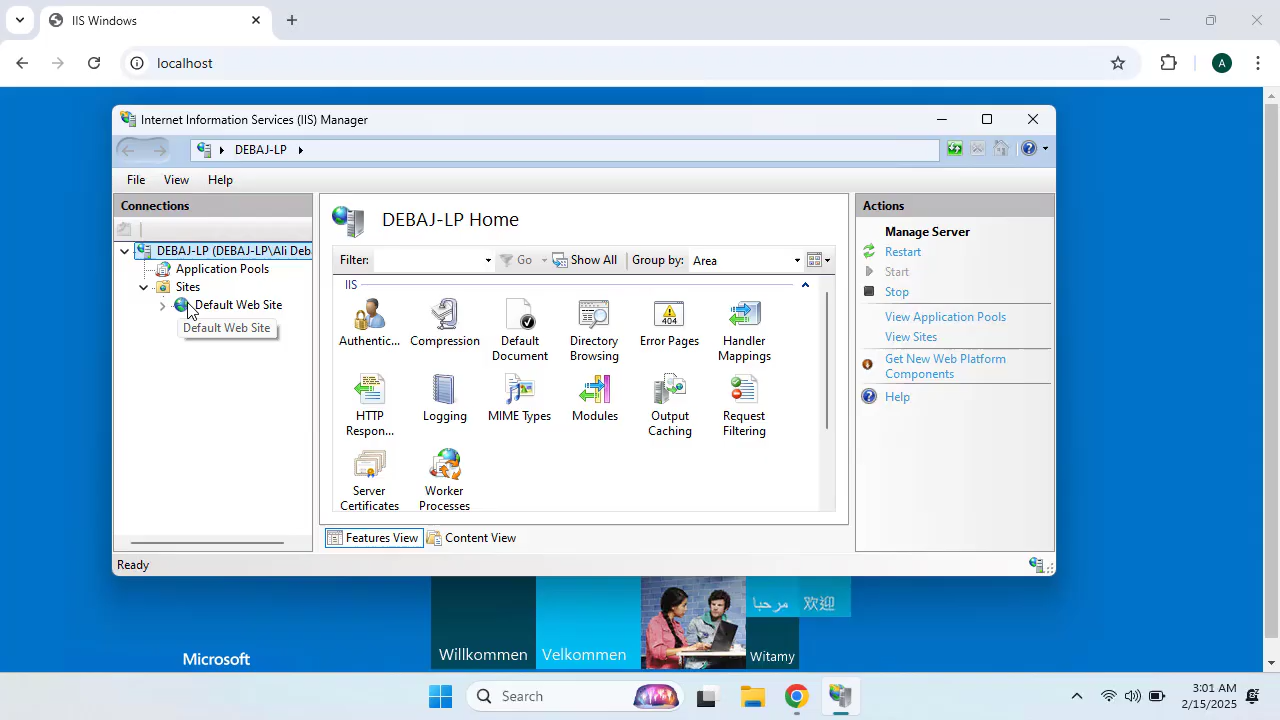 IIS Windows
localhost
Internet Information Services (IIS) Manager
DEBAJ-LP
File View Help
Connections
DEBAJ-LP (DEBAJ-LP\Ali Deb
Application Pools
Sites
Default Web Site
Default Web Site
DEBAJ-LP Home
Filter: Go Show All Group by: Area
IIS
Authentic...
Compression
Default
Document
Directory
Browsing
Error Pages
404
Handler
Mappings
HTTP
Respon...
Logging
MIME Types
Modules
Output
Caching
Request
Filtering
Server
Certificates
Worker
Processes
Features View
Content View
Actions
Manage Server
Restart
Start
Stop
View Application Pools
View Sites
Get New Web Platform
Components
Help
Ready
Willkommen
Velkommen
مرحبا
欢迎
Witamy
Microsoft
Search
3:01 AM
2/15/2025
A